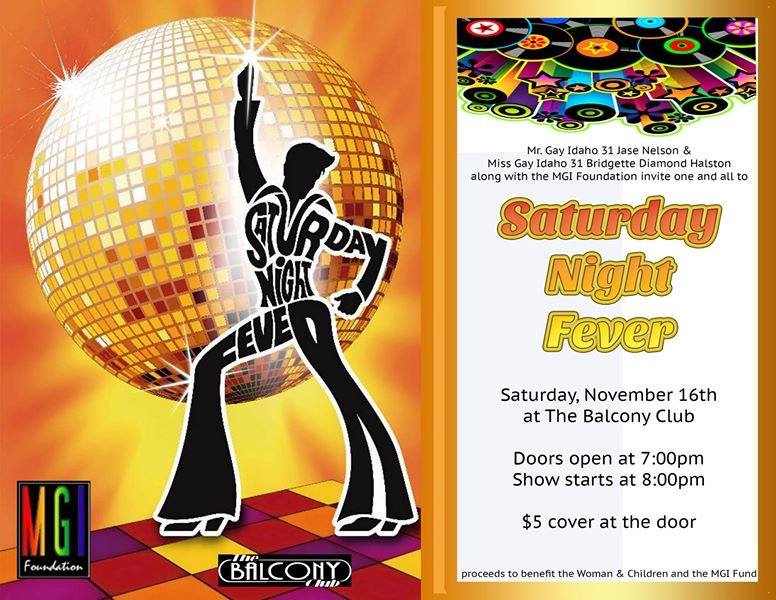 SATURDAY
NIGHT
FEVER
MGI
Foundation
The
BALCONY
Club
Mr. Gay Idaho 31 Jase Nelson &
Miss Gay Idaho 31 Bridgette Diamond Halston
along with the MGI Foundation invite one and all to
Saturday
Night
Fever
Saturday, November 16th
at The Balcony Club
Doors open at 7:00pm
Show starts at 8:00pm
$5 cover at the door
proceeds to benefit the Woman & Children and the MGI Fund